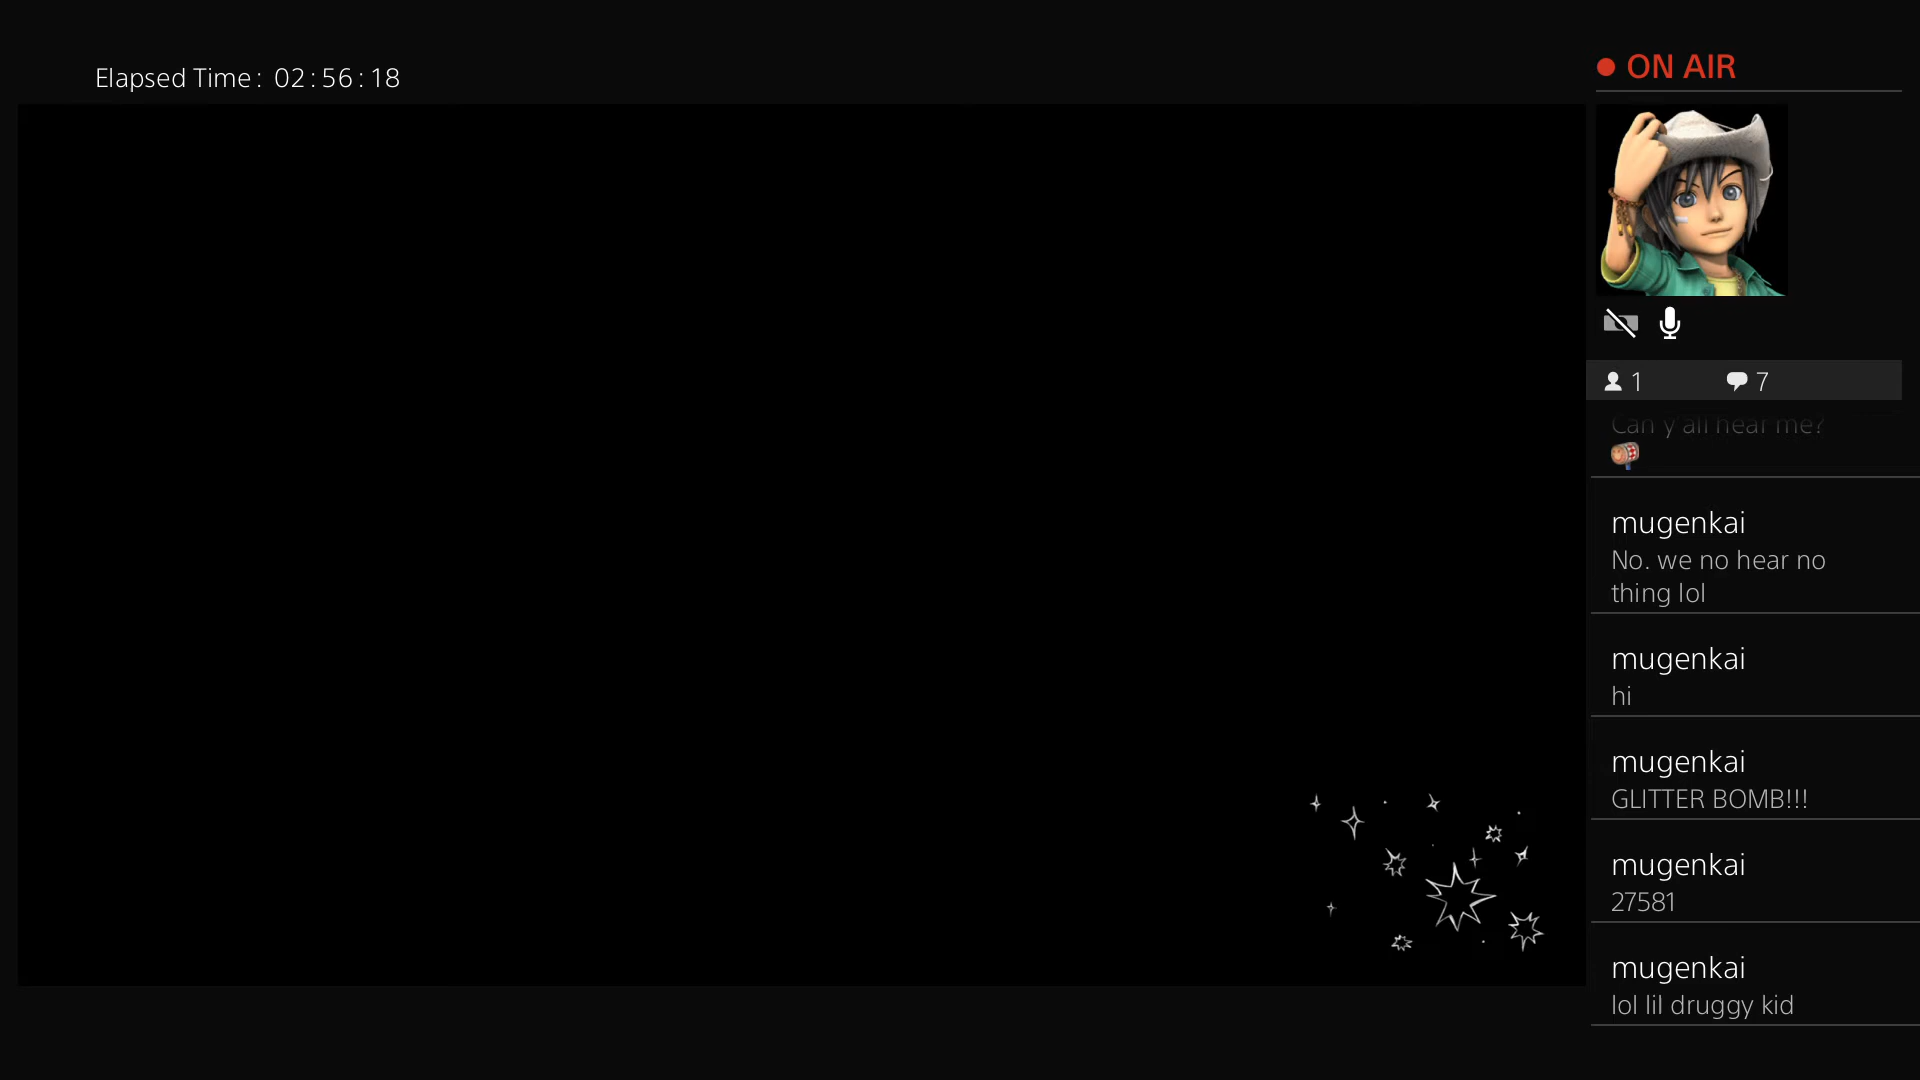 Elapsed Time: 02:56:18
ON AIR
1
7
Can y'all hear me?
mugenkai
No. we no hear no
thing lol
mugenkai
hi
mugenkai
GLITTER BOMB!!!
mugenkai
27581
mugenkai
lol lil druggy kid